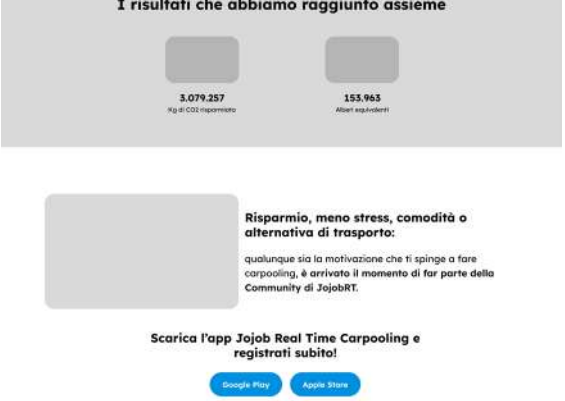 I risultati che abbiamo raggiunto assieme
3.079.257
Kg di CO2 risparmiata
153.963
Alberi equivalenti
Risparmio, meno stress, comodità o
alternativa di trasporto:
qualunque sia la motivazione che ti spinge a fare
carpooling, è arrivato il momento di far parte della
Community di JojobRT.
Scarica l'app Jojob Real Time Carpooling e
registrati subito!
Google Play
Apple Store